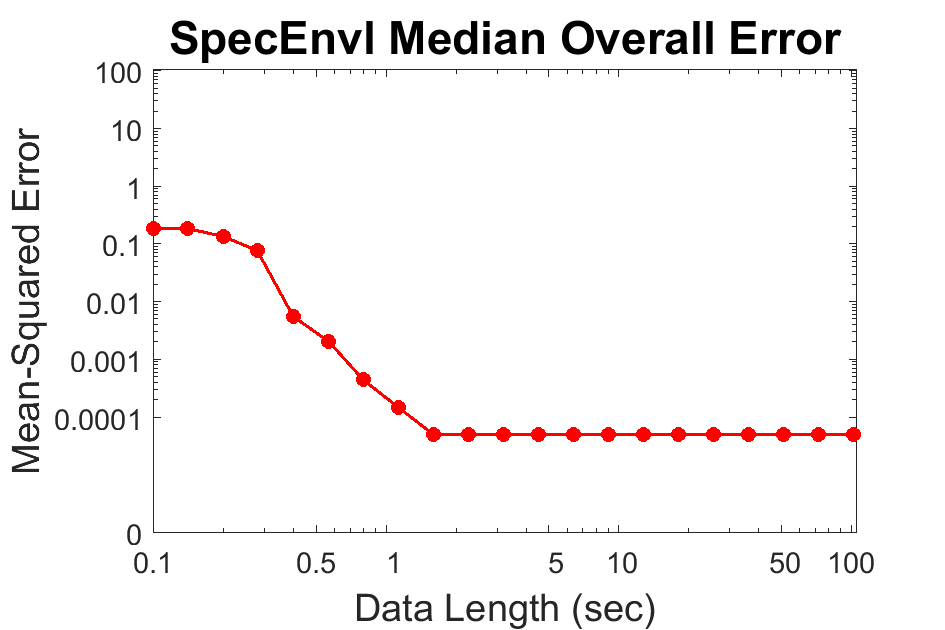 SpecEnvl Median Overall Error
100
10
1
0.1
0.01
0.001
0.0001
0
Mean-Squared Error
0.1 0.5 1 5 10 50 100
Data Length (sec)